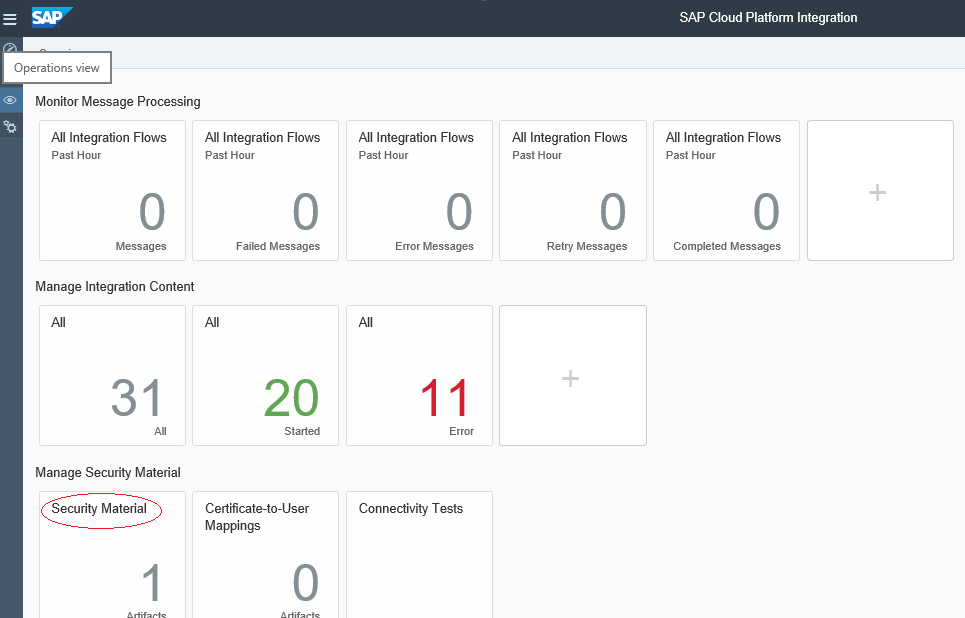 SAP
SAP Cloud Platform Integration
Operations view
Monitor Message Processing
All Integration Flows
Past Hour
0
Messages
All Integration Flows
Past Hour
0
Failed Messages
All Integration Flows
Past Hour
0
Error Messages
All Integration Flows
Past Hour
0
Retry Messages
All Integration Flows
Past Hour
0
Completed Messages
+
Manage Integration Content
All
31
All
All
20
Started
All
11
Error
+
Manage Security Material
Security Material
1
Artifacts
Certificate-to-User
Mappings
0
Artifacts
Connectivity Tests